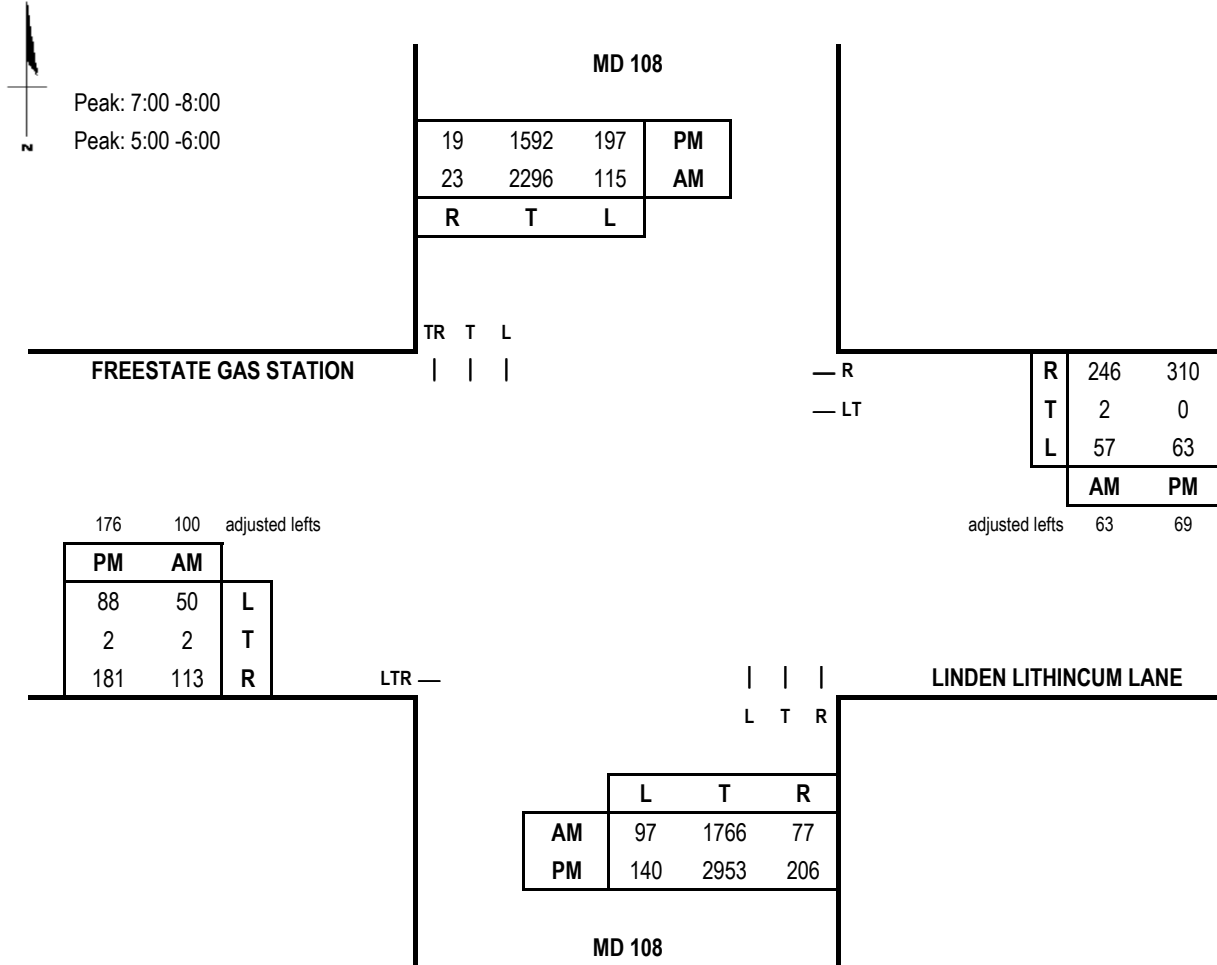 MD 108
Peak: 7:00 -8:00
Peak: 5:00 -6:00
N
19 1592 197 PM
23 2296 115 AM
R T L
TR T L
FREESTATE GAS STATION
| | |
— R
— LT
R 246 310
T 2 0
L 57 63
AM PM
adjusted lefts 63 69
176 100 adjusted lefts
PM AM
88 50 L
2 2 T
181 113 R
LTR —
| | |
L T R
LINDEN LITHINCUM LANE
L T R
AM 97 1766 77
PM 140 2953 206
MD 108